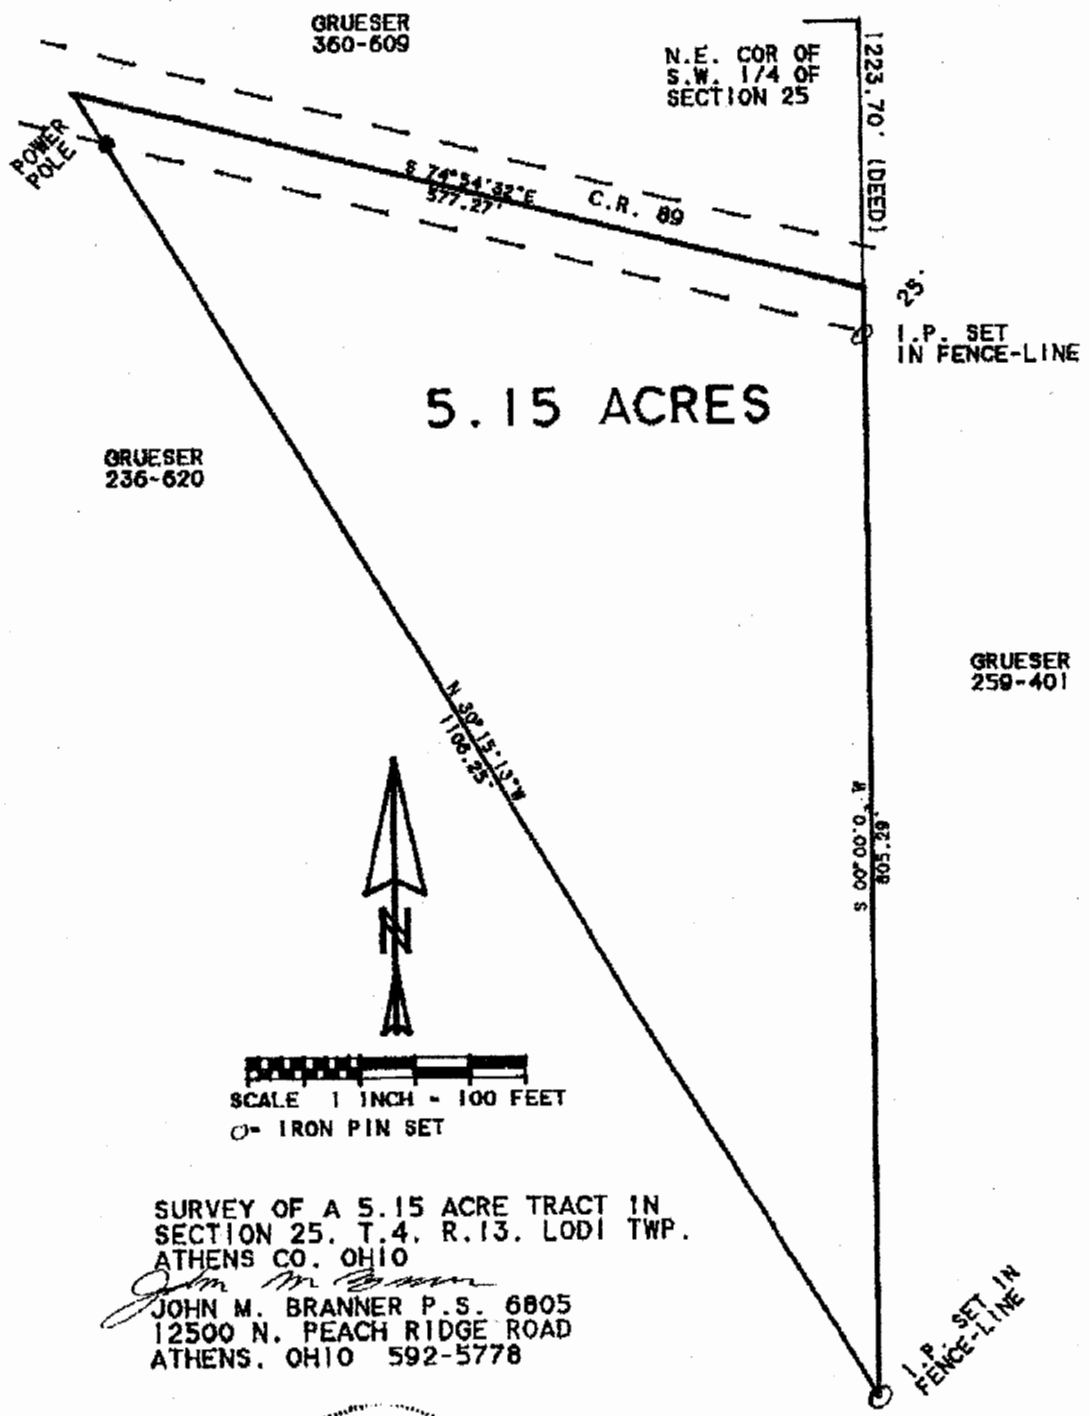 GRUESER
360-609
N.E. COR OF
S.W. 1/4 OF
SECTION 25
1223.70' (DEED)
POWER
POLE
S 74°54'32"E
577.27'
C.R. 89
25'
I.P. SET
IN FENCE-LINE
5.15 ACRES
GRUESER
236-620
GRUESER
259-401
N 30°15'13"W
1106.25'
S 00°00'0" W
805.29'
N
SCALE 1 INCH = 100 FEET
O= IRON PIN SET
SURVEY OF A 5.15 ACRE TRACT IN
SECTION 25, T.4, R.13, LODI TWP.
ATHENS CO. OHIO
John M Branner
JOHN M. BRANNER P.S. 6805
12500 N. PEACH RIDGE ROAD
ATHENS, OHIO 592-5778
I.P. SET IN
FENCE-LINE